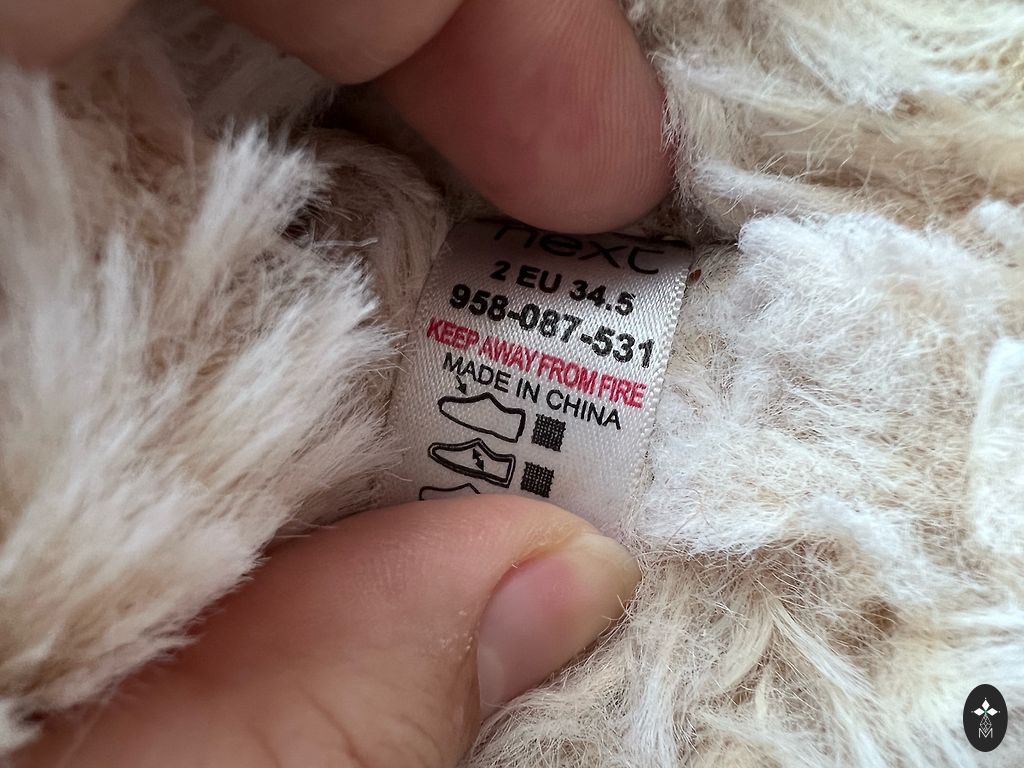 next
2 EU 34.5
958-087-531
KEEP AWAY FROM FIRE
MADE IN CHINA
M